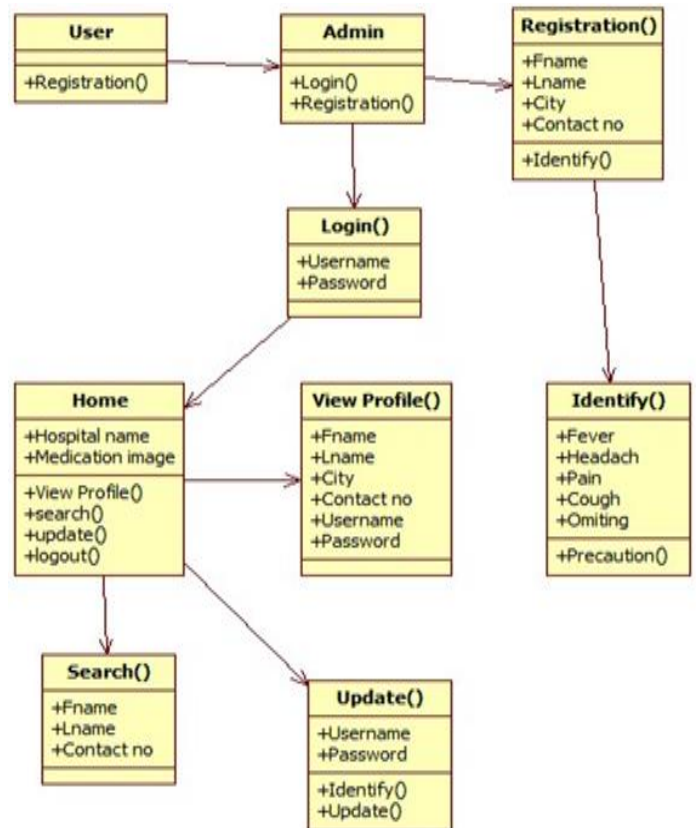 User
+Registration()
Admin
+Login()
+Registration()
Registration()
+Fname
+Lname
+City
+Contact no
+Identify()
Login()
+Username
+Password
Home
+Hospital name
+Medication image
+View Profile()
+search()
+update()
+logout()
View Profile()
+Fname
+Lname
+City
+Contact no
+Username
+Password
Identify()
+Fever
+Headach
+Pain
+Cough
+Omiting
+Precaution()
Search()
+Fname
+Lname
+Contact no
Update()
+Username
+Password
+Identify()
+Update()